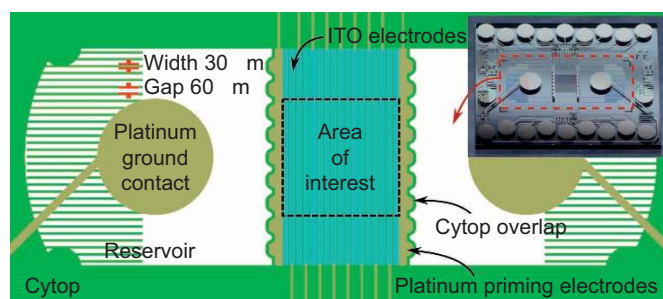 ITO electrodes
Width 30 m
Gap 60 m
Platinum
ground
contact
Area
of
interest
Cytop overlap
Reservoir
Cytop
Platinum priming electrodes